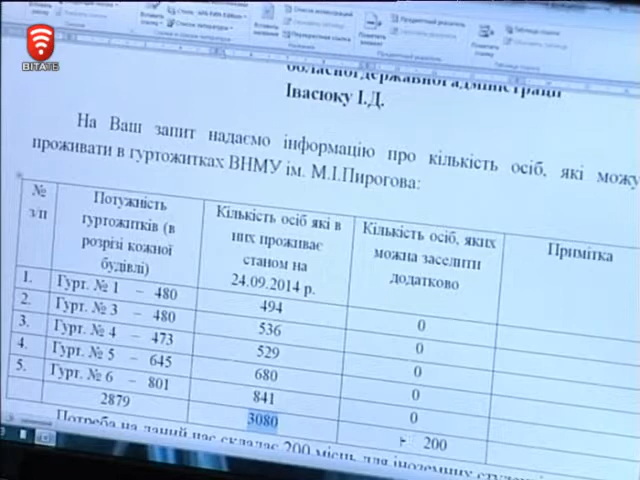 ВІТА ТБ
обласної державної адміністрації
Івасюку І.Д.
На Ваш запит надаємо інформацію про кількість осіб, які можу
проживати в гуртожитках ВНМУ ім. М.І.Пирогова:
№ з/п	Потужність гуртожитків (в розрізі кожної будівлі)	Кількість осіб які в них проживає станом на 24.09.2014 р.	Кількість осіб, яких можна заселити додатково	Примітка
1.	Гурт. № 1 – 480	494	0
2.	Гурт. № 3 – 480	536	0
3.	Гурт. № 4 – 473	529	0
4.	Гурт. № 5 – 645	680	0
5.	Гурт. № 6 – 801	841	0
2879	3080	- 200
Потреба на даний час складає 200 місць для іноземних